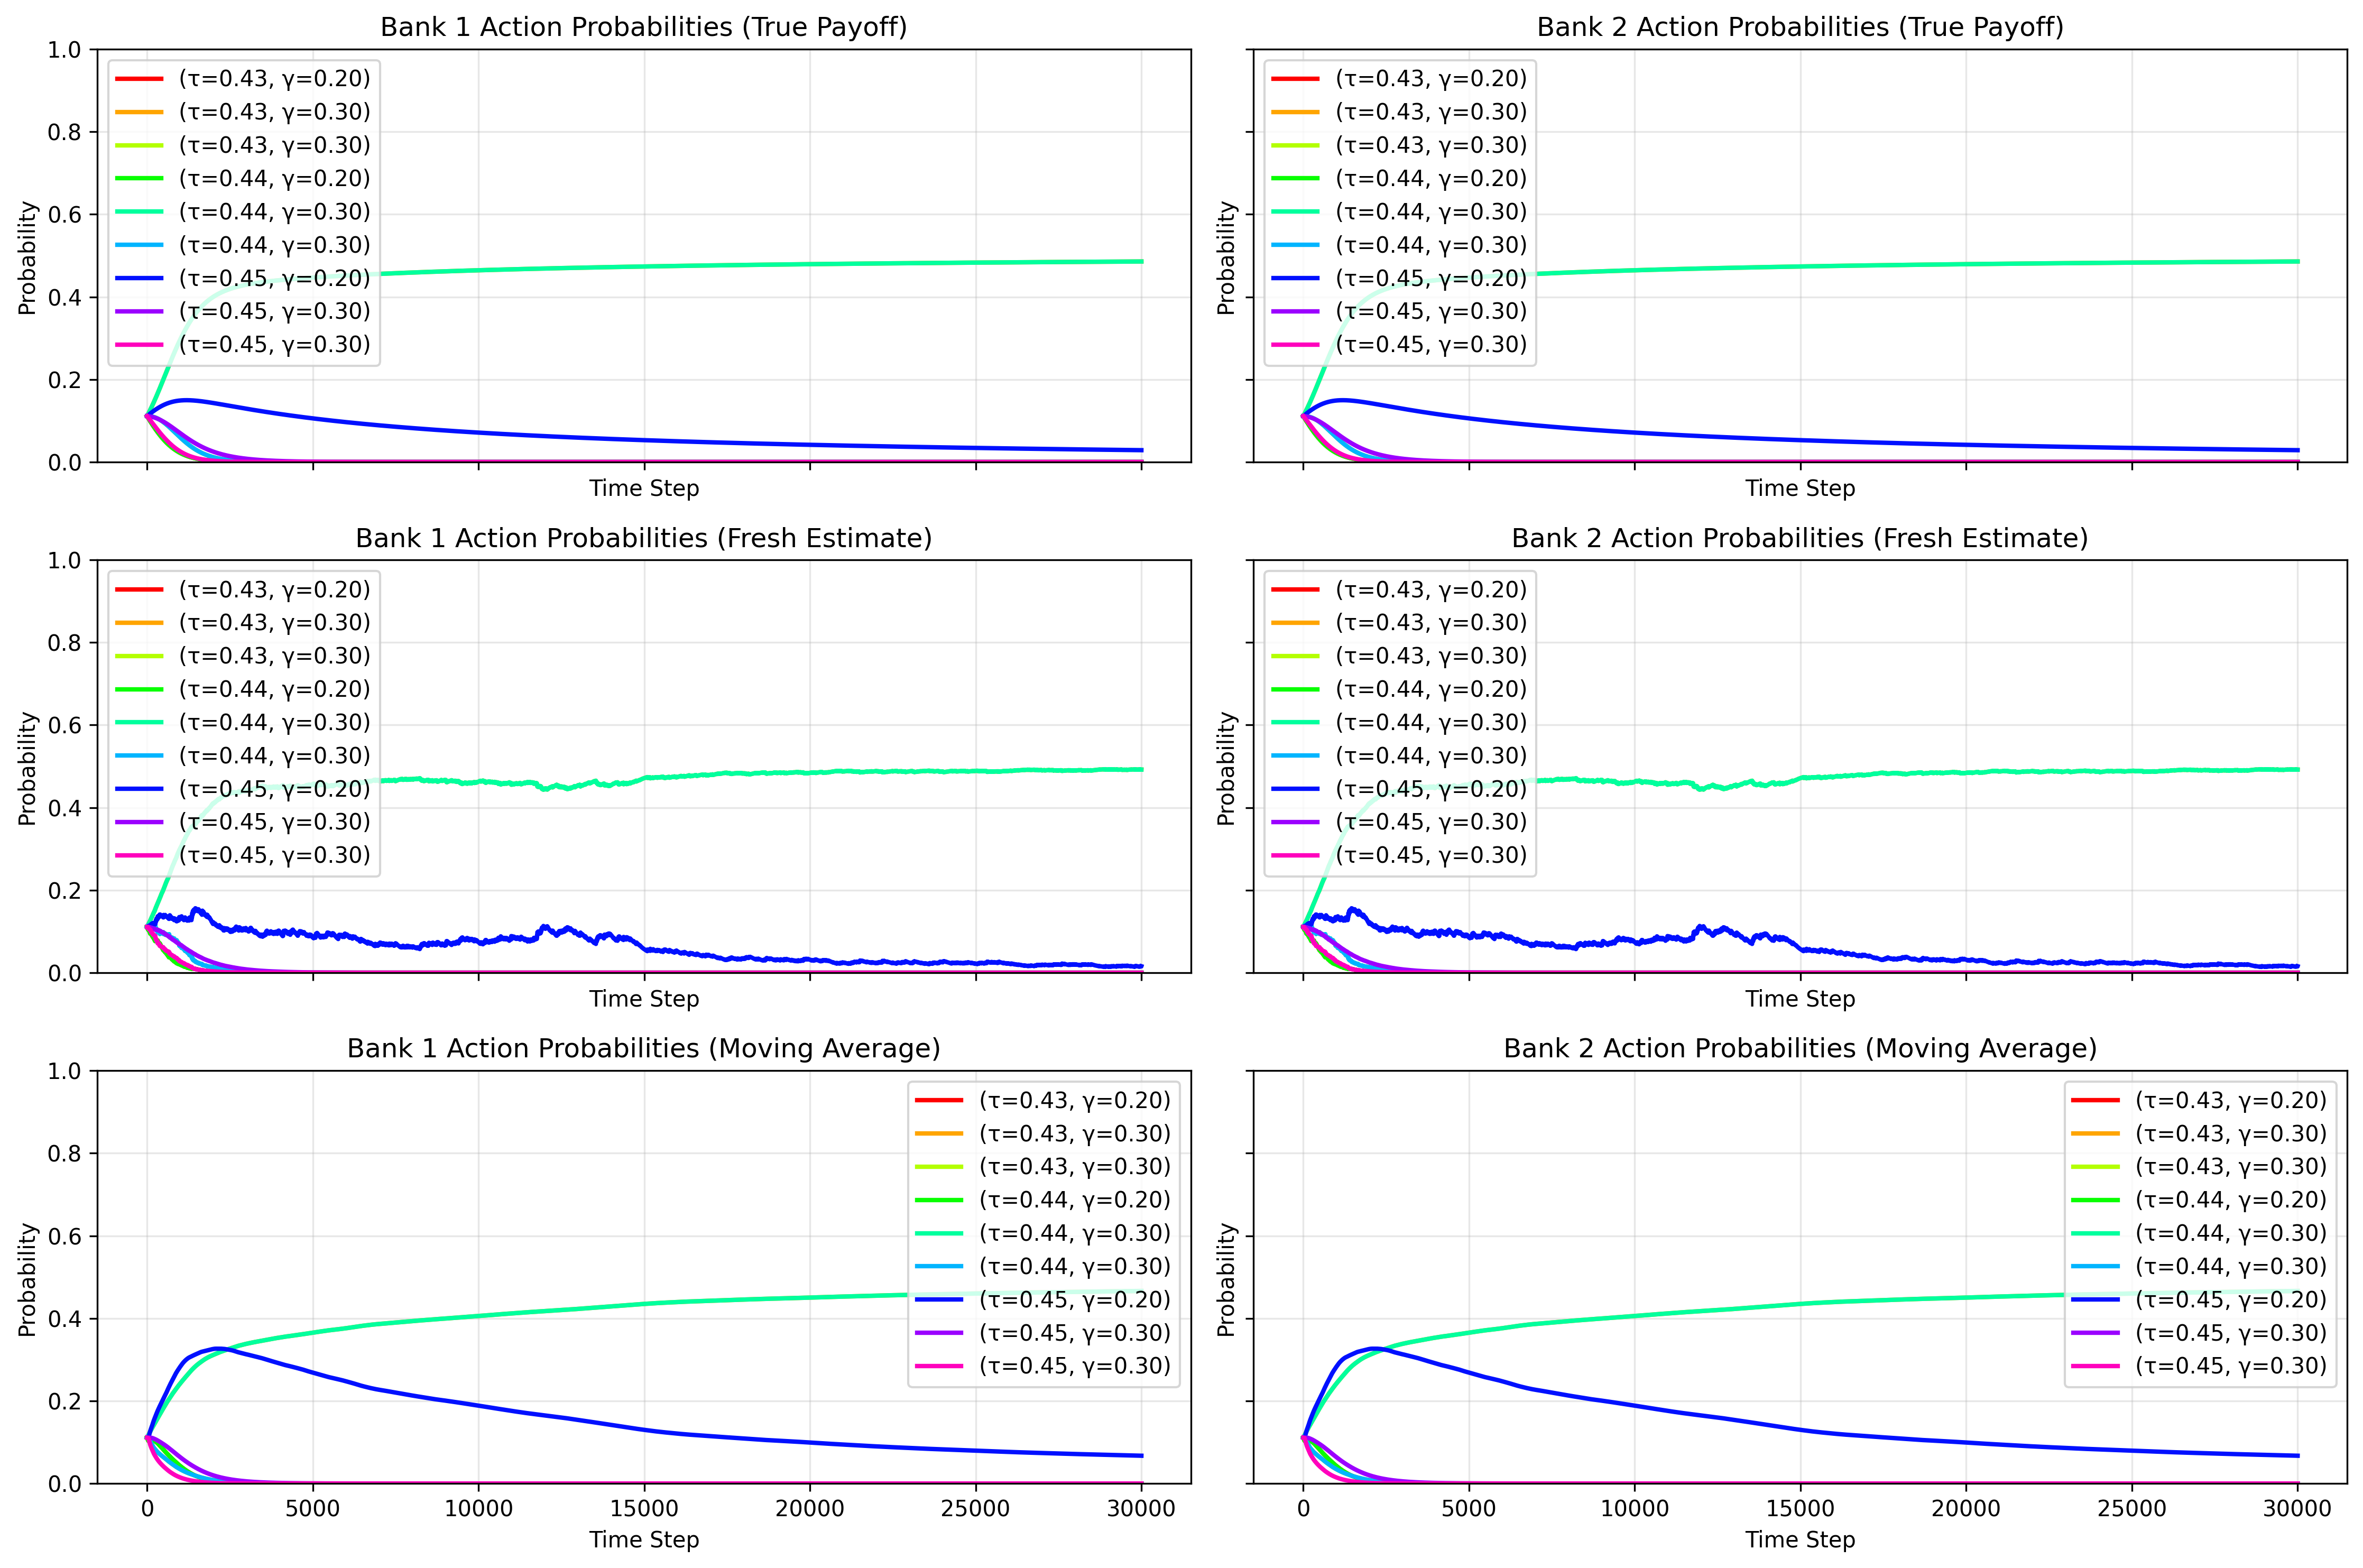 Bank 1 Action Probabilities (True Payoff)
1.0
0.8
0.6
0.4
0.2
0.0
Probability
(τ=0.43, γ=0.20)
(τ=0.43, γ=0.30)
(τ=0.43, γ=0.30)
(τ=0.44, γ=0.20)
(τ=0.44, γ=0.30)
(τ=0.44, γ=0.30)
(τ=0.45, γ=0.20)
(τ=0.45, γ=0.30)
(τ=0.45, γ=0.30)
Time Step
Bank 2 Action Probabilities (True Payoff)
Probability
(τ=0.43, γ=0.20)
(τ=0.43, γ=0.30)
(τ=0.43, γ=0.30)
(τ=0.44, γ=0.20)
(τ=0.44, γ=0.30)
(τ=0.44, γ=0.30)
(τ=0.45, γ=0.20)
(τ=0.45, γ=0.30)
(τ=0.45, γ=0.30)
Time Step
Bank 1 Action Probabilities (Fresh Estimate)
1.0
0.8
0.6
0.4
0.2
0.0
Probability
(τ=0.43, γ=0.20)
(τ=0.43, γ=0.30)
(τ=0.43, γ=0.30)
(τ=0.44, γ=0.20)
(τ=0.44, γ=0.30)
(τ=0.44, γ=0.30)
(τ=0.45, γ=0.20)
(τ=0.45, γ=0.30)
(τ=0.45, γ=0.30)
Time Step
Bank 2 Action Probabilities (Fresh Estimate)
Probability
(τ=0.43, γ=0.20)
(τ=0.43, γ=0.30)
(τ=0.43, γ=0.30)
(τ=0.44, γ=0.20)
(τ=0.44, γ=0.30)
(τ=0.44, γ=0.30)
(τ=0.45, γ=0.20)
(τ=0.45, γ=0.30)
(τ=0.45, γ=0.30)
Time Step
Bank 1 Action Probabilities (Moving Average)
1.0
0.8
0.6
0.4
0.2
0.0
Probability
(τ=0.43, γ=0.20)
(τ=0.43, γ=0.30)
(τ=0.43, γ=0.30)
(τ=0.44, γ=0.20)
(τ=0.44, γ=0.30)
(τ=0.44, γ=0.30)
(τ=0.45, γ=0.20)
(τ=0.45, γ=0.30)
(τ=0.45, γ=0.30)
0 5000 10000 15000 20000 25000 30000
Time Step
Bank 2 Action Probabilities (Moving Average)
Probability
(τ=0.43, γ=0.20)
(τ=0.43, γ=0.30)
(τ=0.43, γ=0.30)
(τ=0.44, γ=0.20)
(τ=0.44, γ=0.30)
(τ=0.44, γ=0.30)
(τ=0.45, γ=0.20)
(τ=0.45, γ=0.30)
(τ=0.45, γ=0.30)
0 5000 10000 15000 20000 25000 30000
Time Step